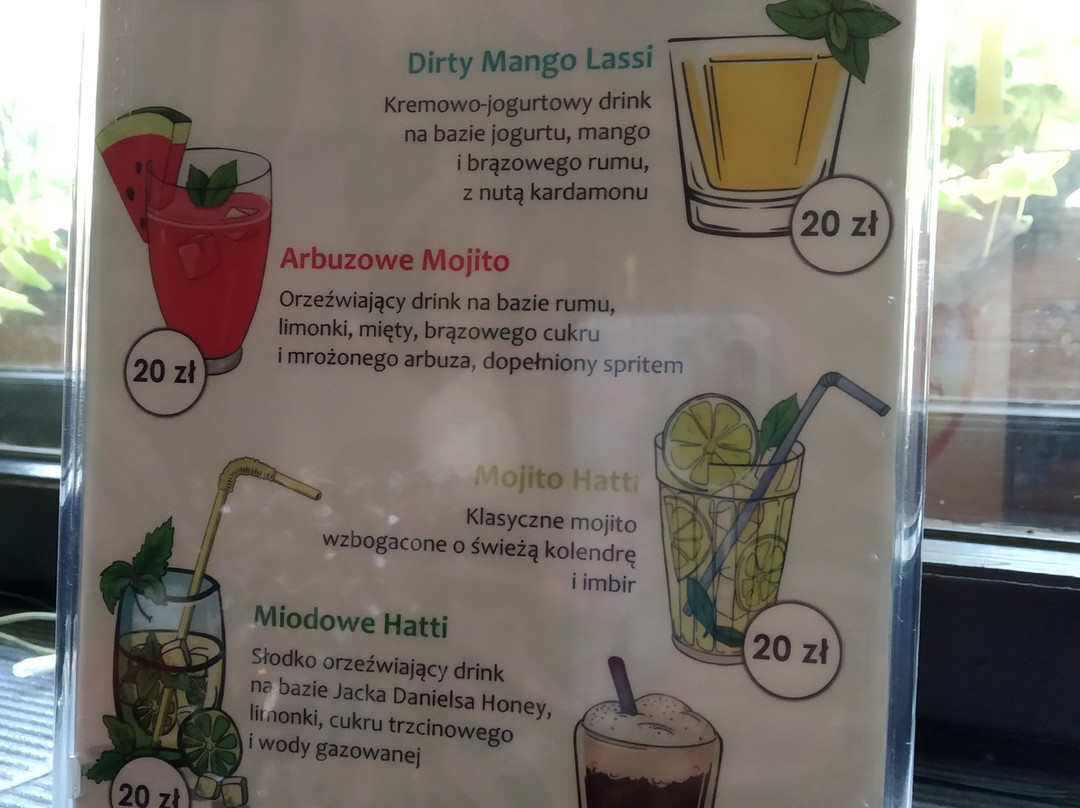 Dirty Mango Lassi
Kremowo-jogurtowy drink
na bazie jogurtu, mango
i brązowego rumu,
z nutą kardamonu
20 zł
Arbuzowe Mojito
Orzeźwiający drink na bazie rumu,
limonki, mięty, brązowego cukru
i mrożonego arbuza, dopełniony spritem
20 zł
Mojito Hatti
Klasyczne mojito
wzbogacone o świeżą kolendrę
i imbir
20 zł
Miodowe Hatti
Słodko orzeźwiający drink
na bazie Jacka Danielsa Honey,
limonki, cukru trzcinowego
i wody gazowanej
20 zł